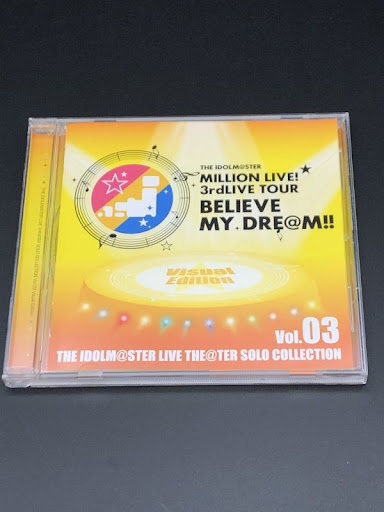 THE IDOLM@STER
MILLION LIVE!
3rdLIVE TOUR
BELIEVE
MY DRE@M!!
Visual
Edition
Vol.03
THE IDOLM@STER LIVE THE@TER SOLO COLLECTION